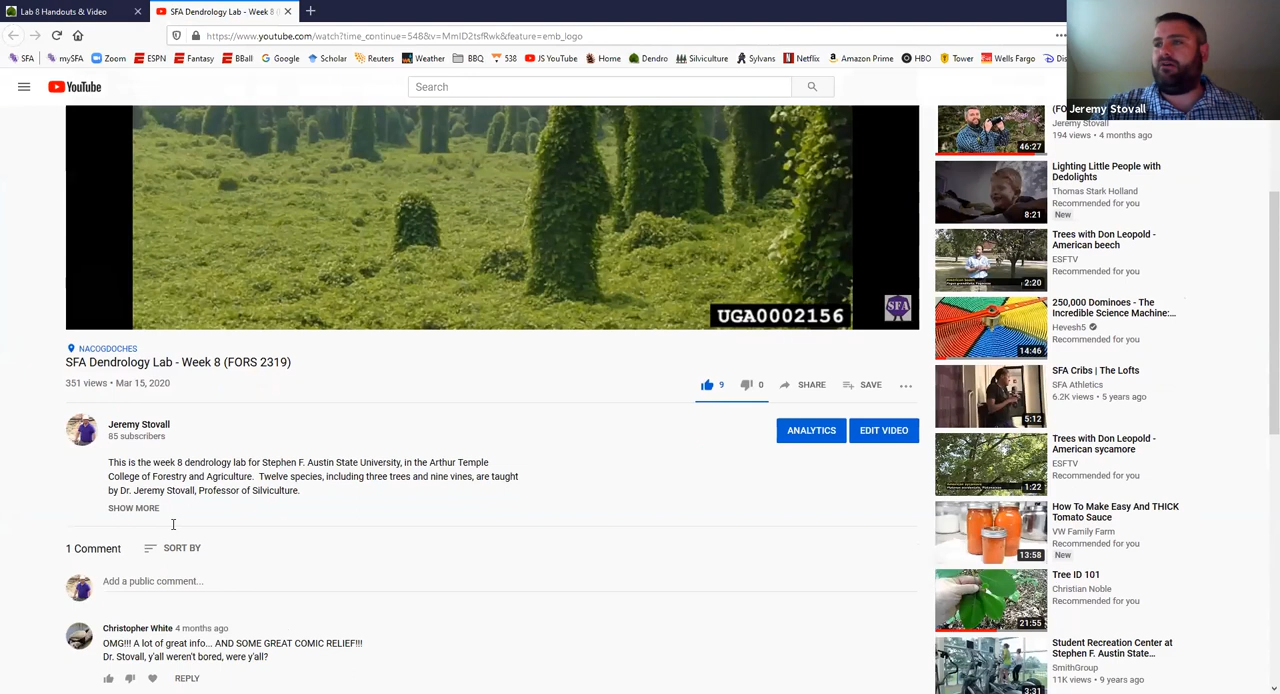 Lab 8 Handouts & Video
SFA Dendrology Lab - Week 8 (
https://www.youtube.com/watch?time_continue=548&v=MmID2tsfRwk&feature=emb_logo
SFA mySFA Zoom ESPN Fantasy BBall Google Scholar Reuters Weather BBQ 538 JS YouTube Home Dendro Silviculture Sylvans Netflix Amazon Prime HBO Tower Wells Fargo Dis
Jeremy Stovall
YouTube
Search
UGA0002156
SFA
NACOGDOCHES
SFA Dendrology Lab - Week 8 (FORS 2319)
351 views • Mar 15, 2020
9 0 SHARE SAVE
Jeremy Stovall
85 subscribers
ANALYTICS EDIT VIDEO
This is the week 8 dendrology lab for Stephen F. Austin State University, in the Arthur Temple
College of Forestry and Agriculture. Twelve species, including three trees and nine vines, are taught
by Dr. Jeremy Stovall, Professor of Silviculture.
SHOW MORE
1 Comment SORT BY
Add a public comment...
Christopher White 4 months ago
OMG!!! A lot of great info... AND SOME GREAT COMIC RELIEF!!!
Dr. Stovall, y'all weren't bored, were y'all?
REPLY
(FO
Jeremy Stovall
194 views • 4 months ago
46:27
Lighting Little People with
Dedolights
Thomas Stark Holland
Recommended for you
New
8:21
Trees with Don Leopold -
American beech
ESFTV
Recommended for you
2:20
250,000 Dominoes - The
Incredible Science Machine:...
Hevesh5
Recommended for you
14:46
SFA Cribs | The Lofts
SFA Athletics
6.2K views • 5 years ago
5:12
Trees with Don Leopold -
American sycamore
ESFTV
Recommended for you
1:22
How To Make Easy And THICK
Tomato Sauce
VW Family Farm
Recommended for you
New
13:58
Tree ID 101
Christian Noble
Recommended for you
21:55
Student Recreation Center at
Stephen F. Austin State...
SmithGroup
11K views • 9 years ago
3:31